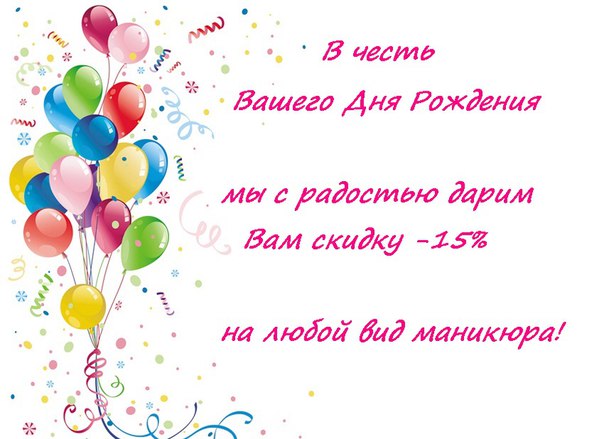 В честь
Вашего Дня Рождения
мы с радостью дарим
Вам скидку -15%
на любой вид маникюра!